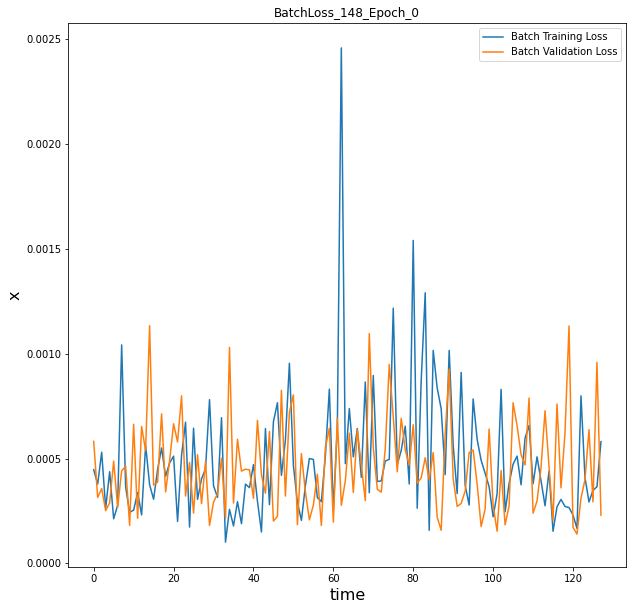 BatchLoss_148_Epoch_0
Batch Training Loss
Batch Validation Loss
0.0025
0.0020
0.0015
0.0010
0.0005
0.0000
x
0 20 40 60 80 100 120
time